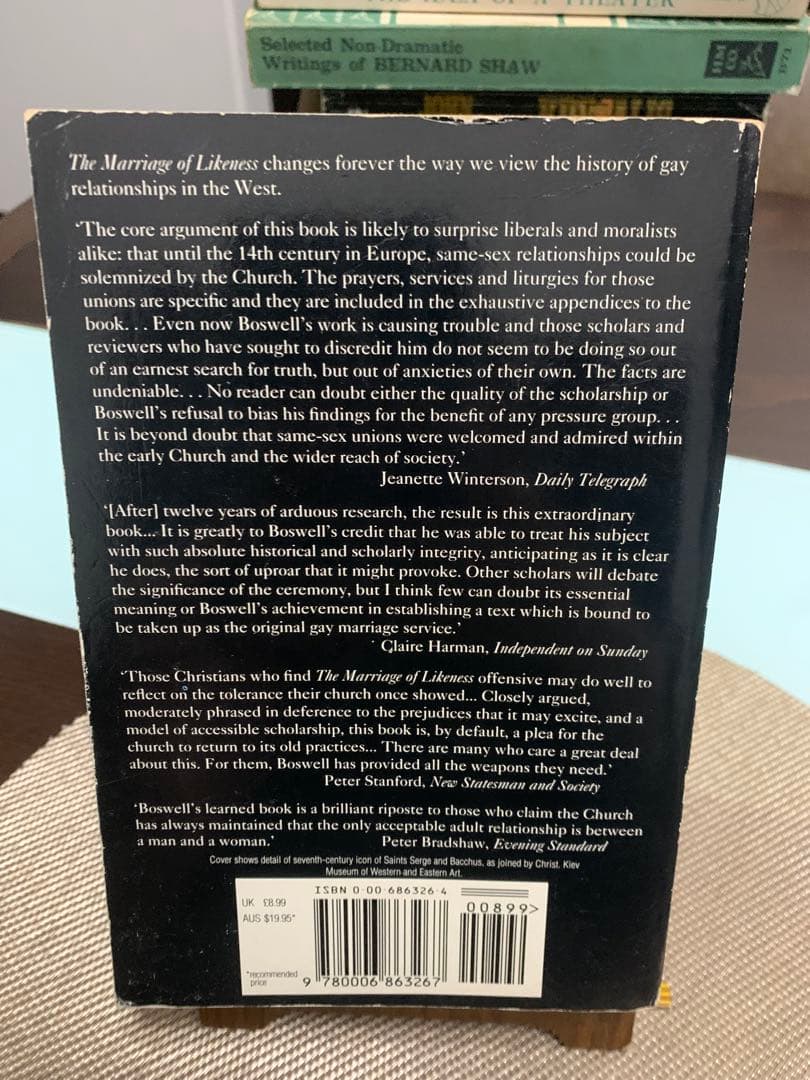 Selected Non-Dramatic
Writings of BERNARD SHAW
B73
The Marriage of Likeness changes forever the way we view the history of gay
relationships in the West.
‘The core argument of this book is likely to surprise liberals and moralists
alike: that until the 14th century in Europe, same-sex relationships could be
solemnized by the Church. The prayers, services and liturgies for those
unions are specific and they are included in the exhaustive appendices to the
book. . . Even now Boswell’s work is causing trouble and those scholars and
reviewers who have sought to discredit him do not seem to be doing so out
of an earnest search for truth, but out of anxieties of their own. The facts are
undeniable. . . No reader can doubt either the quality of the scholarship or
Boswell’s refusal to bias his findings for the benefit of any pressure group. . .
It is beyond doubt that same-sex unions were welcomed and admired within
the early Church and the wider reach of society.’
Jeanette Winterson, Daily Telegraph
‘[After] twelve years of arduous research, the result is this extraordinary
book... It is greatly to Boswell’s credit that he was able to treat his subject
with such absolute historical and scholarly integrity, anticipating as it is clear
he does, the sort of uproar that it might provoke. Other scholars will debate
the significance of the ceremony, but I think few can doubt its essential
meaning or Boswell’s achievement in establishing a text which is bound to
be taken up as the original gay marriage service.’
Claire Harman, Independent on Sunday
‘Those Christians who find The Marriage of Likeness offensive may do well to
reflect on the tolerance their church once showed... Closely argued,
moderately phrased in deference to the prejudices that it may excite, and a
model of accessible scholarship, this book is, by default, a plea for the
church to return to its old practices... There are many who care a great deal
about this. For them, Boswell has provided all the weapons they need.’
Peter Stanford, New Statesman and Society
‘Boswell’s learned book is a brilliant riposte to those who claim the Church
has always maintained that the only acceptable adult relationship is between
a man and a woman.’ Peter Bradshaw, Evening Standard
Cover shows detail of seventh-century icon of Saints Serge and Bacchus, as joined by Christ. Kiev
Museum of Western and Eastern Art.
ISBN 0-00-686326-4
UK £8.99
AUS $19.95*
00899>
*recommended
price
9 780006 863267